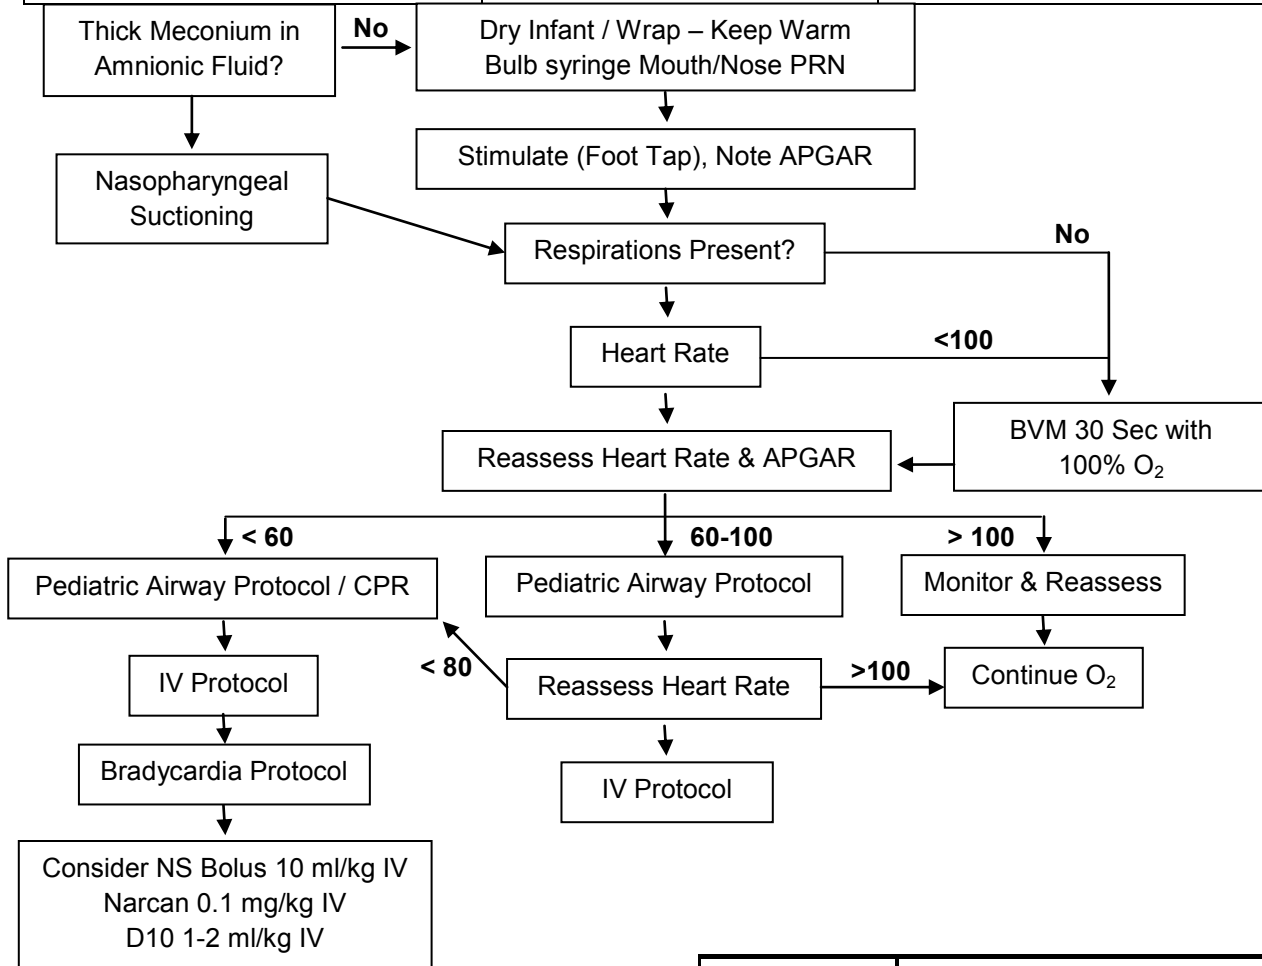 Thick Meconium in
Amnionic Fluid?
No
Dry Infant / Wrap – Keep Warm
Bulb syringe Mouth/Nose PRN
Stimulate (Foot Tap), Note APGAR
Nasopharyngeal
Suctioning
Respirations Present?
No
Heart Rate
<100
BVM 30 Sec with
100% O₂
Reassess Heart Rate & APGAR
< 60
60-100
> 100
Pediatric Airway Protocol / CPR
Pediatric Airway Protocol
Monitor & Reassess
IV Protocol
< 80
Reassess Heart Rate
>100
Continue O₂
Bradycardia Protocol
IV Protocol
Consider NS Bolus 10 ml/kg IV
Narcan 0.1 mg/kg IV
D10 1-2 ml/kg IV